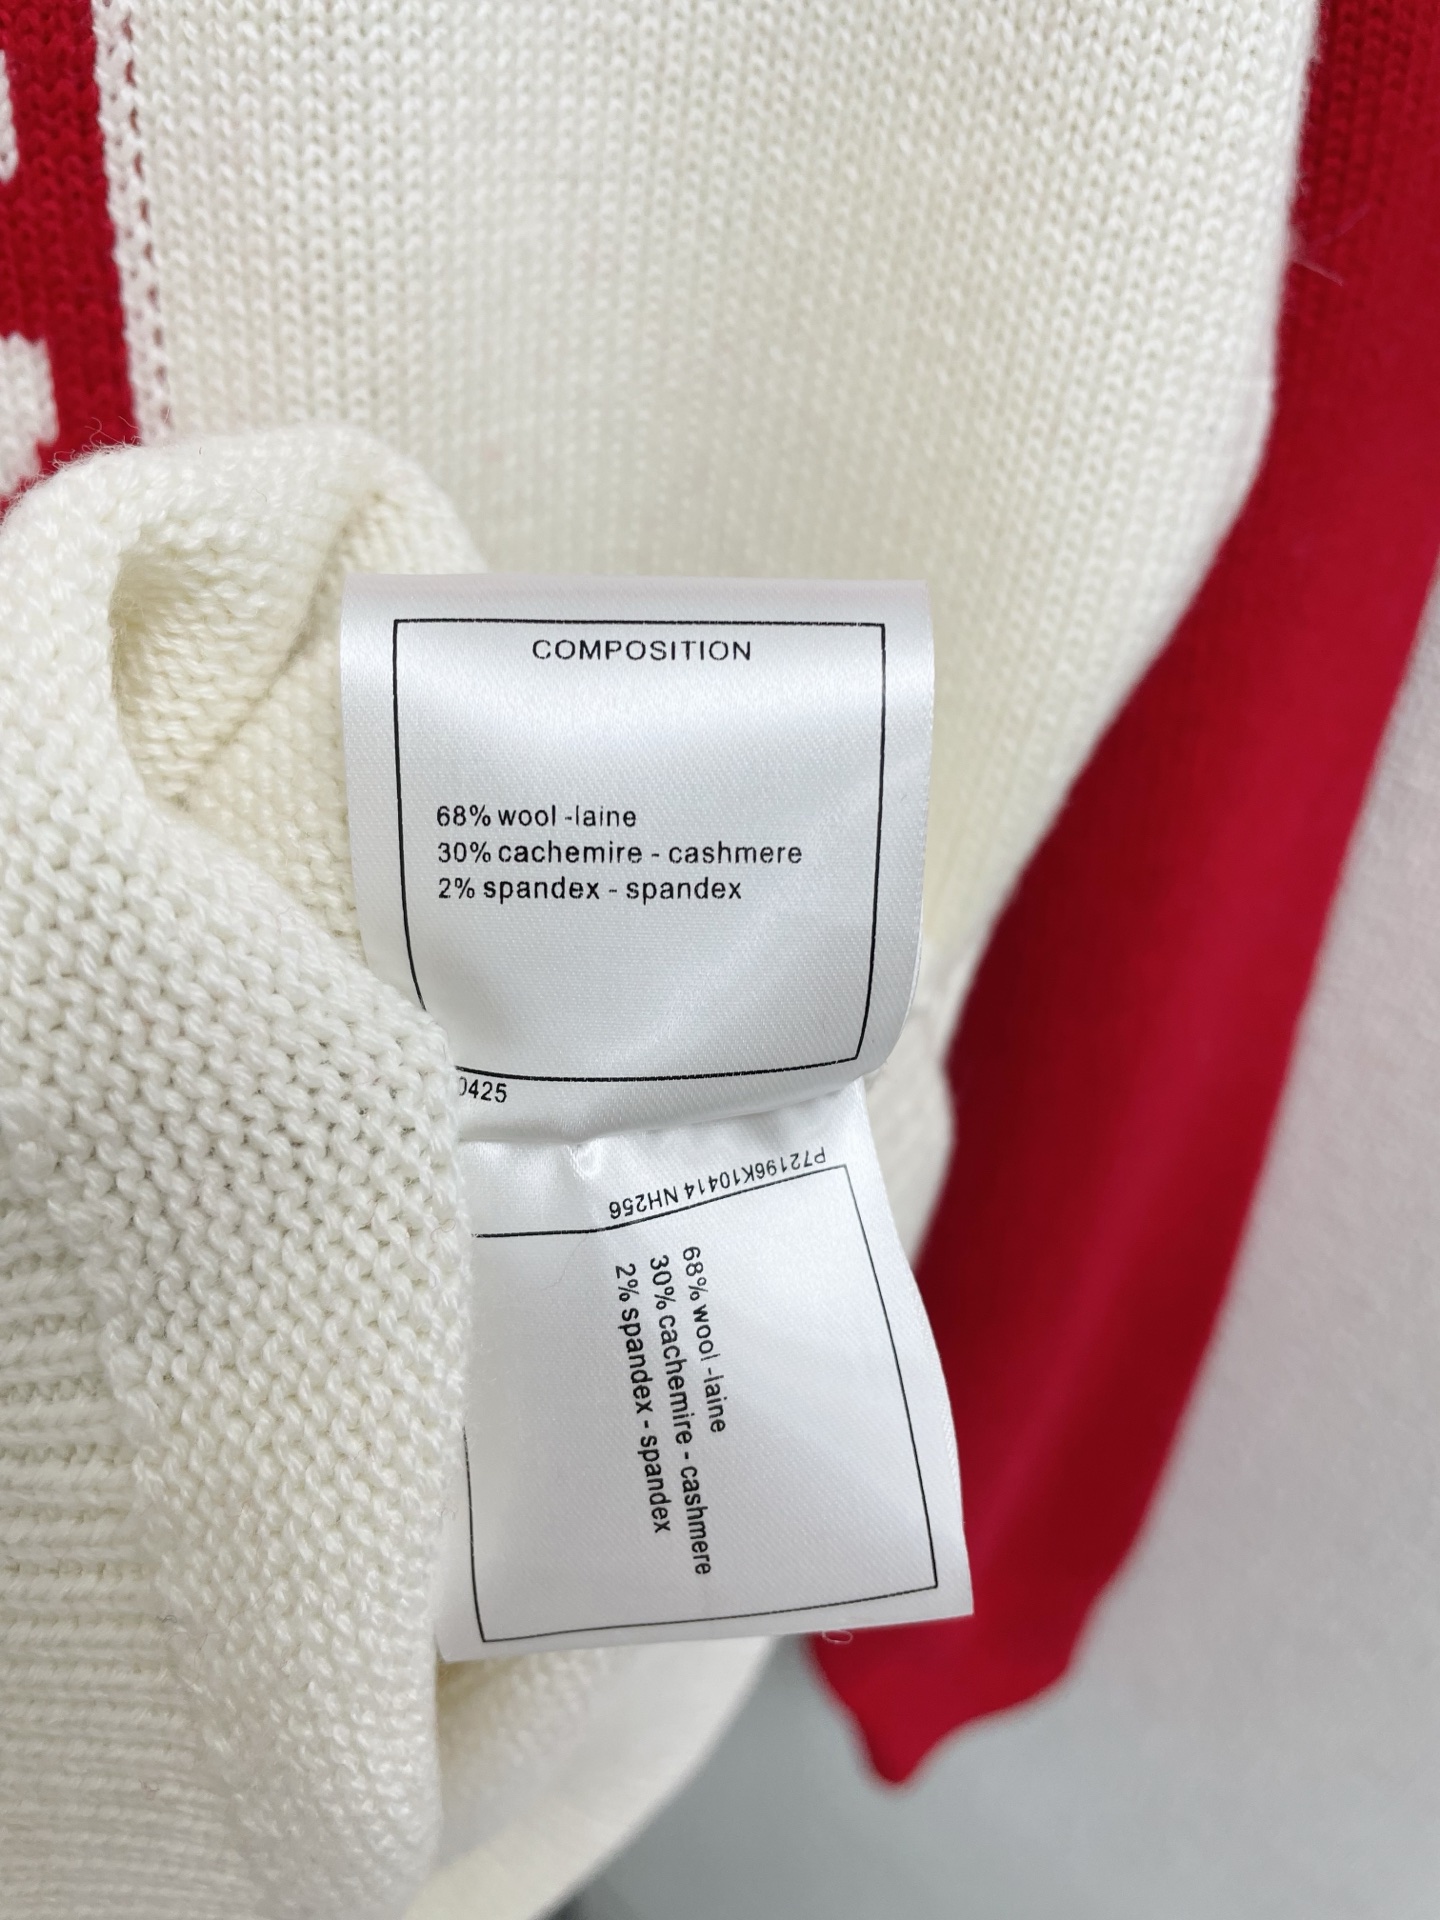 COMPOSITION
68% wool -laine
30% cachemire - cashmere
2% spandex - spandex
0425
P72196K10414 NH256
68% wool -laine
30% cachemire - cashmere
2% spandex - spandex